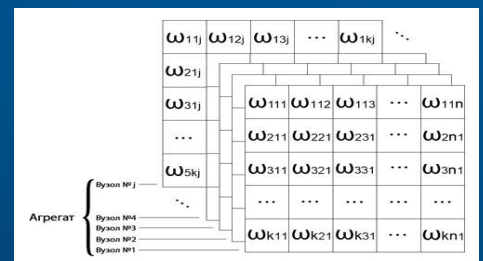 ω11j ω12j ω13j ... ω1kj ...
ω21j
ω31j
...
ω5kj
...
ω111 ω112 ω113 ... ω11n
ω211 ω221 ω231 ... ω2n1
ω311 ω321 ω331 ... ω3n1
... ... ... ... ...
ωk11 ωk21 ωk31 ... ωkn1
Агрегат
Вузол № j
Вузол №4
Вузол №3
Вузол №2
Вузол №1